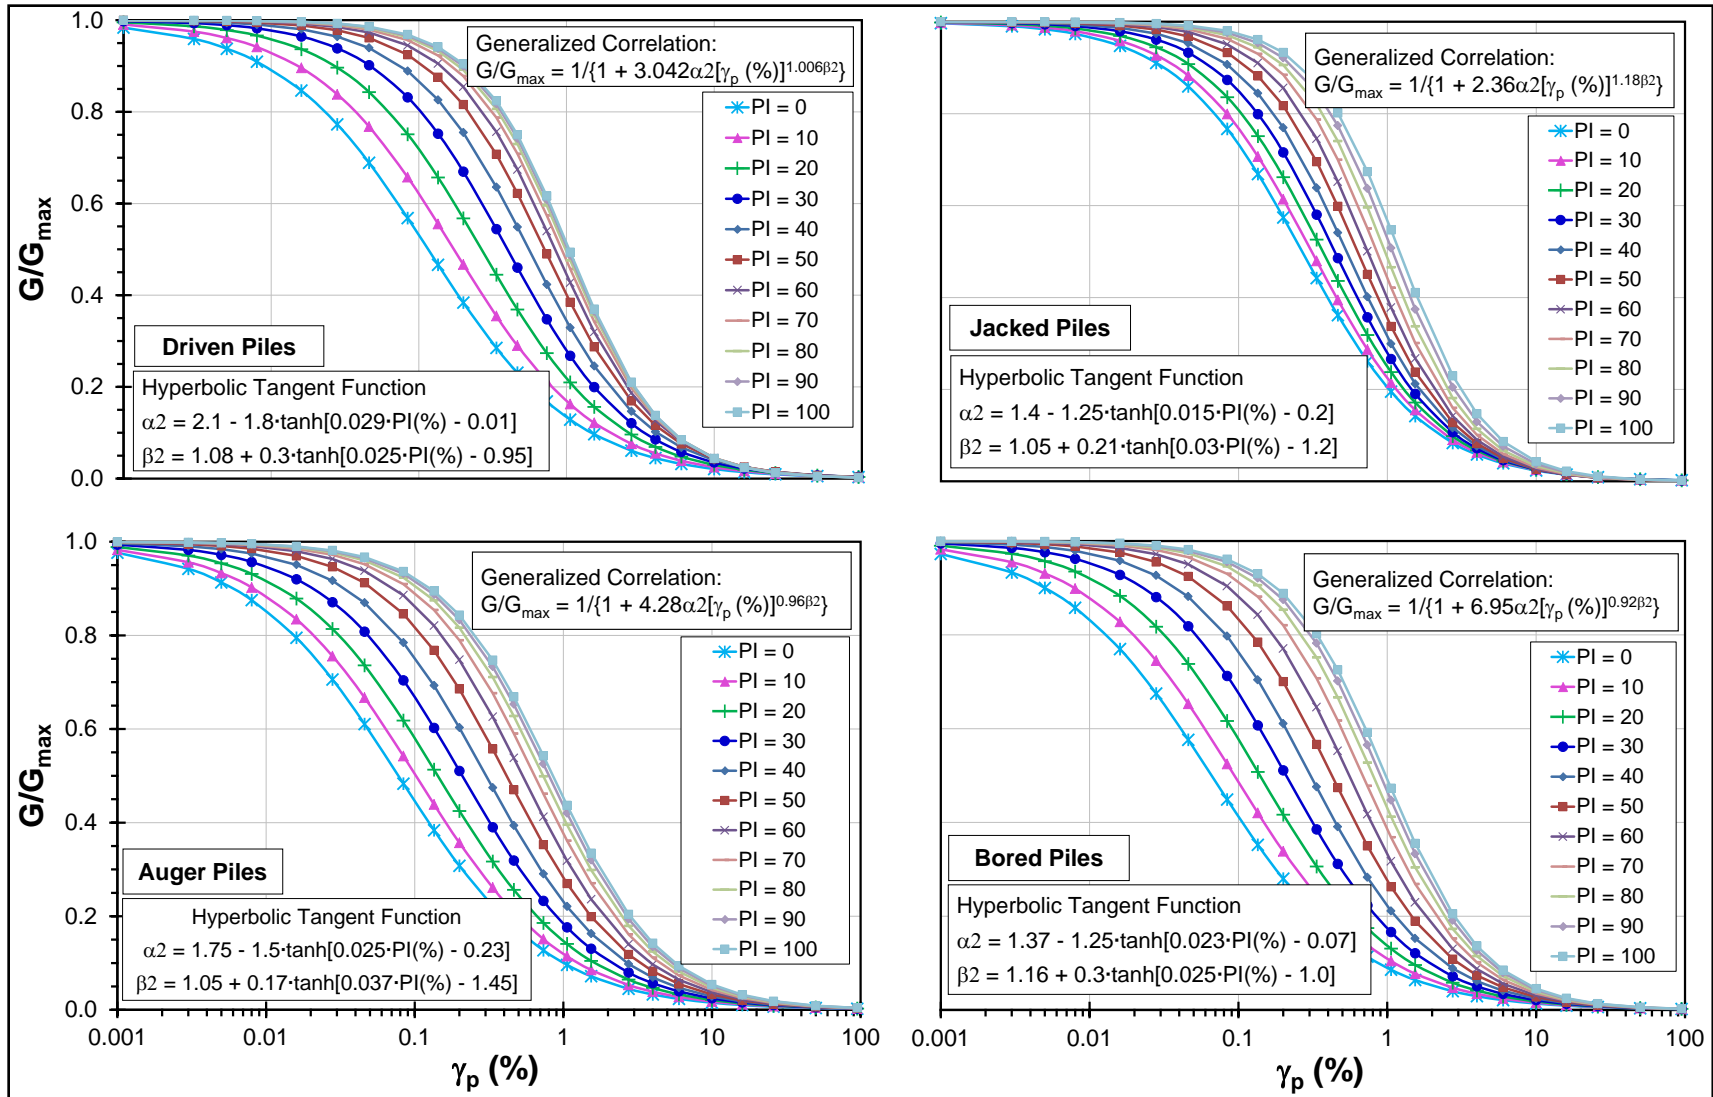 Generalized Correlation:
G/Gmax = 1/{1 + 3.042α2[γp (%)]^1.006β2}
PI = 0
PI = 10
PI = 20
PI = 30
PI = 40
PI = 50
PI = 60
PI = 70
PI = 80
PI = 90
PI = 100
Driven Piles
Hyperbolic Tangent Function
α2 = 2.1 - 1.8·tanh[0.029·PI(%) - 0.01]
β2 = 1.08 + 0.3·tanh[0.025·PI(%) - 0.95]
G/Gmax
1.0
0.8
0.6
0.4
0.2
0.0
Generalized Correlation:
G/Gmax = 1/{1 + 2.36α2[γp (%)]^1.18β2}
PI = 0
PI = 10
PI = 20
PI = 30
PI = 40
PI = 50
PI = 60
PI = 70
PI = 80
PI = 90
PI = 100
Jacked Piles
Hyperbolic Tangent Function
α2 = 1.4 - 1.25·tanh[0.015·PI(%) - 0.2]
β2 = 1.05 + 0.21·tanh[0.03·PI(%) - 1.2]
Generalized Correlation:
G/Gmax = 1/{1 + 4.28α2[γp (%)]^0.96β2}
PI = 0
PI = 10
PI = 20
PI = 30
PI = 40
PI = 50
PI = 60
PI = 70
PI = 80
PI = 90
PI = 100
Auger Piles
Hyperbolic Tangent Function
α2 = 1.75 - 1.5·tanh[0.025·PI(%) - 0.23]
β2 = 1.05 + 0.17·tanh[0.037·PI(%) - 1.45]
G/Gmax
1.0
0.8
0.6
0.4
0.2
0.0
0.001 0.01 0.1 1 10 100
γp (%)
Generalized Correlation:
G/Gmax = 1/{1 + 6.95α2[γp (%)]^0.92β2}
PI = 0
PI = 10
PI = 20
PI = 30
PI = 40
PI = 50
PI = 60
PI = 70
PI = 80
PI = 90
PI = 100
Bored Piles
Hyperbolic Tangent Function
α2 = 1.37 - 1.25·tanh[0.023·PI(%) - 0.07]
β2 = 1.16 + 0.3·tanh[0.025·PI(%) - 1.0]
0.001 0.01 0.1 1 10 100
γp (%)